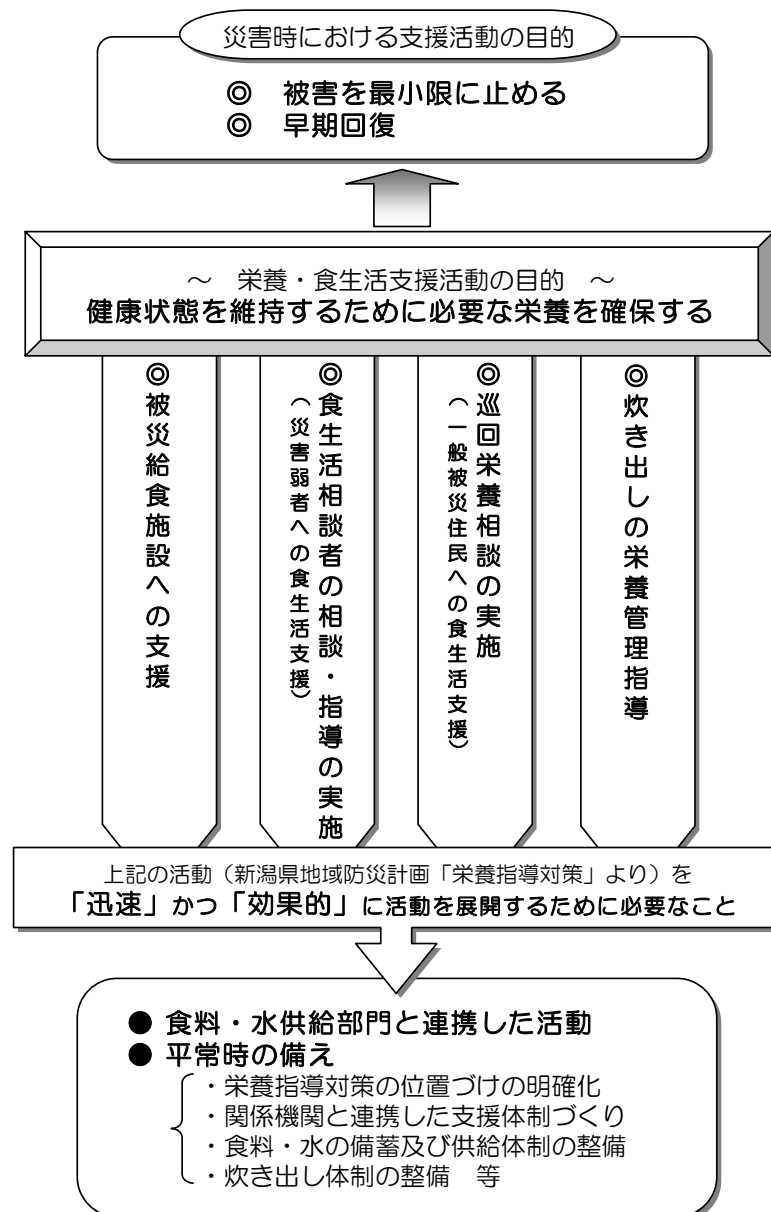 災害時における支援活動の目的
◎　被害を最小限に止める
◎　早期回復
～　栄養・食生活支援活動の目的　～
健康状態を維持するために必要な栄養を確保する
◎炊き出しの栄養管理指導
◎巡回栄養相談の実施
（一般被災住民への食生活支援）
◎食生活相談者の相談・指導の実施
（災害弱者への食生活支援）
◎被災給食施設への支援
上記の活動（新潟県地域防災計画「栄養指導対策」より）を
「迅速」かつ「効果的」に活動を展開するために必要なこと
● 食料・水供給部門と連携した活動
● 平常時の備え
・栄養指導対策の位置づけの明確化
・関係機関と連携した支援体制づくり
・食料・水の備蓄及び供給体制の整備
・炊き出し体制の整備　等